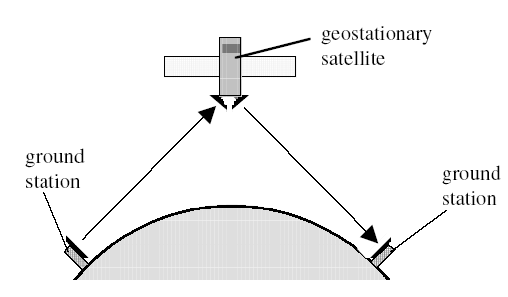 geostationary
satellite
ground
station
ground
station